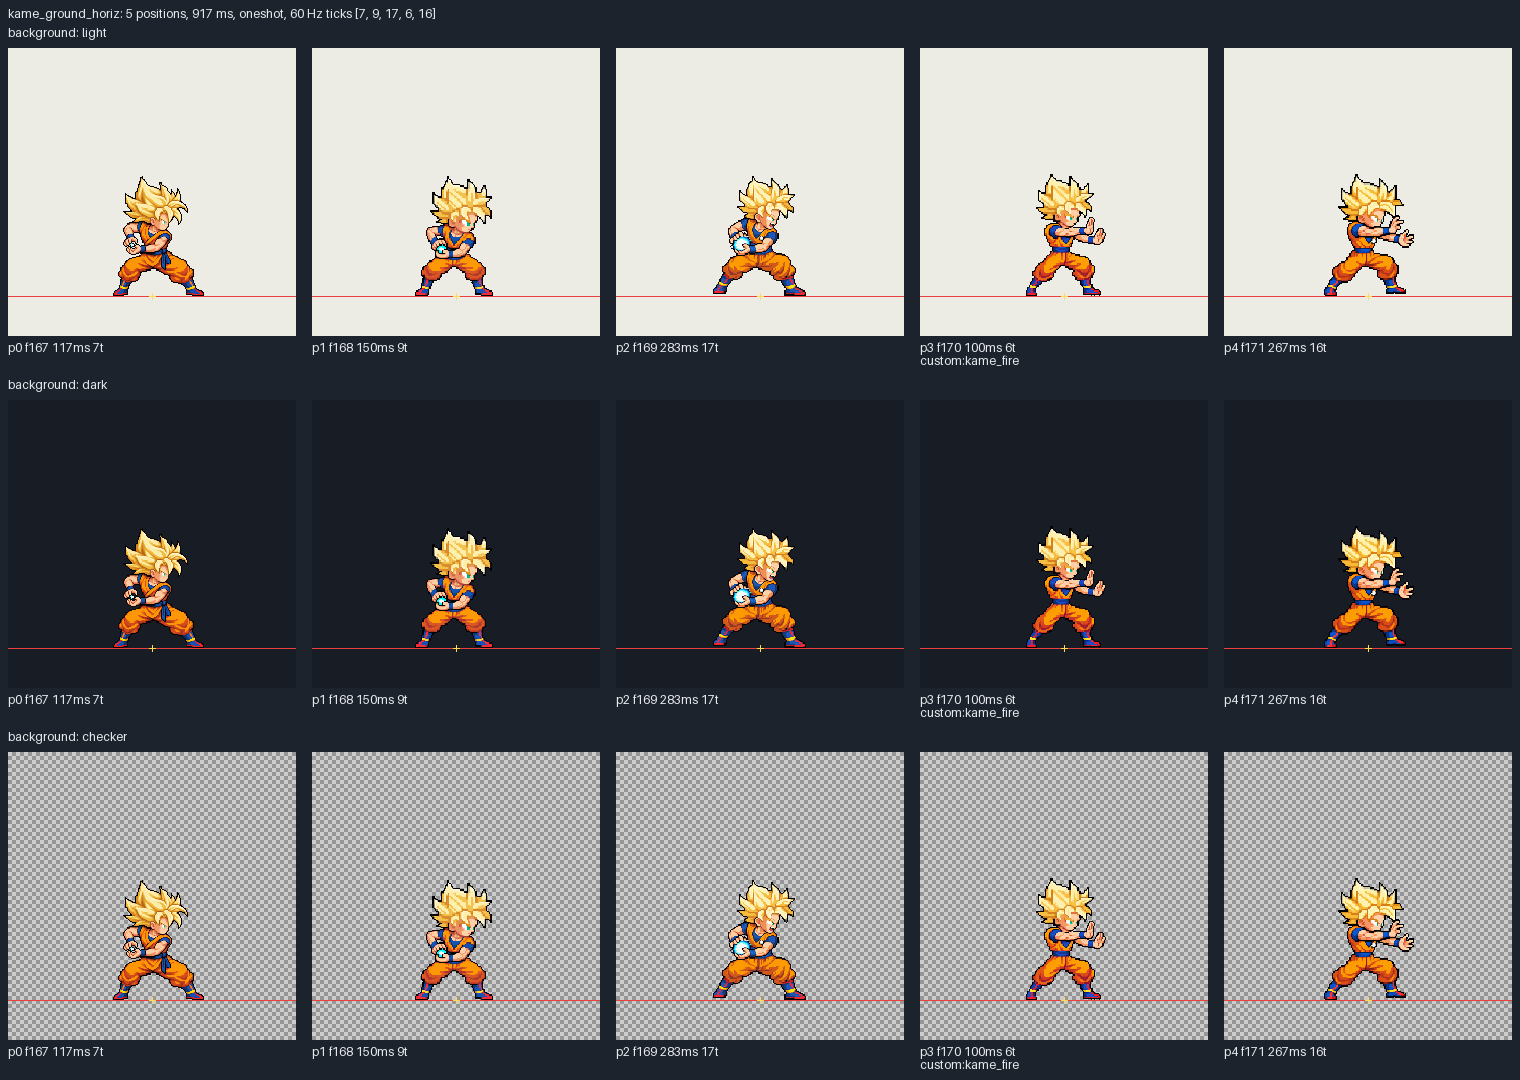 kame_ground_horiz: 5 positions, 917 ms, oneshot, 60 Hz ticks [7, 9, 17, 6, 16]
background: light
p0 f167 117ms 7t
p1 f168 150ms 9t
p2 f169 283ms 17t
p3 f170 100ms 6t
custom:kame_fire
p4 f171 267ms 16t
background: dark
p0 f167 117ms 7t
p1 f168 150ms 9t
p2 f169 283ms 17t
p3 f170 100ms 6t
custom:kame_fire
p4 f171 267ms 16t
background: checker
p0 f167 117ms 7t
p1 f168 150ms 9t
p2 f169 283ms 17t
p3 f170 100ms 6t
custom:kame_fire
p4 f171 267ms 16t